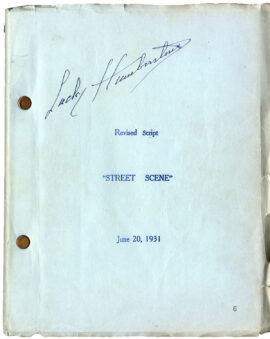 Lucky Humberstone
Revised Script
"STREET SCENE"
June 20, 1931
6